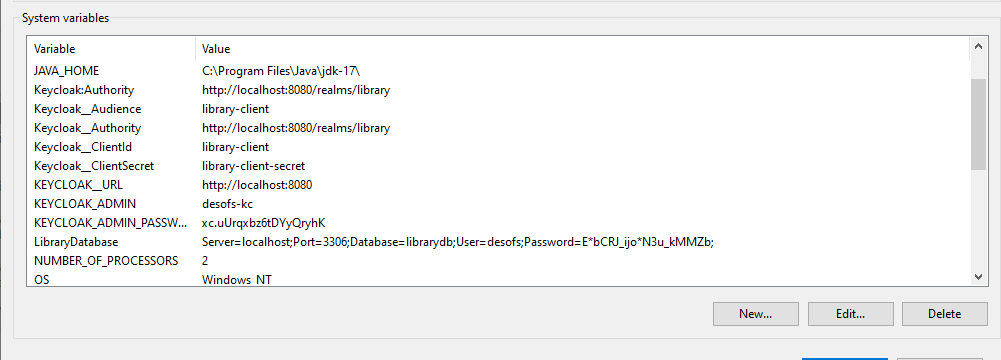 System variables
Variable Value
JAVA_HOME C:\Program Files\Java\jdk-17\
Keycloak:Authority http://localhost:8080/realms/library
Keycloak__Audience library-client
Keycloak__Authority http://localhost:8080/realms/library
Keycloak__ClientId library-client
Keycloak__ClientSecret library-client-secret
KEYCLOAK__URL http://localhost:8080
KEYCLOAK_ADMIN desofs-kc
KEYCLOAK_ADMIN_PASSW... xc.uUrqxbz6tDYyQryhK
LibraryDatabase Server=localhost;Port=3306;Database=librarydb;User=desofs;Password=E*bCRJ_ijo*N3u_kMMZb;
NUMBER_OF_PROCESSORS 2
OS Windows_NT
New... Edit... Delete